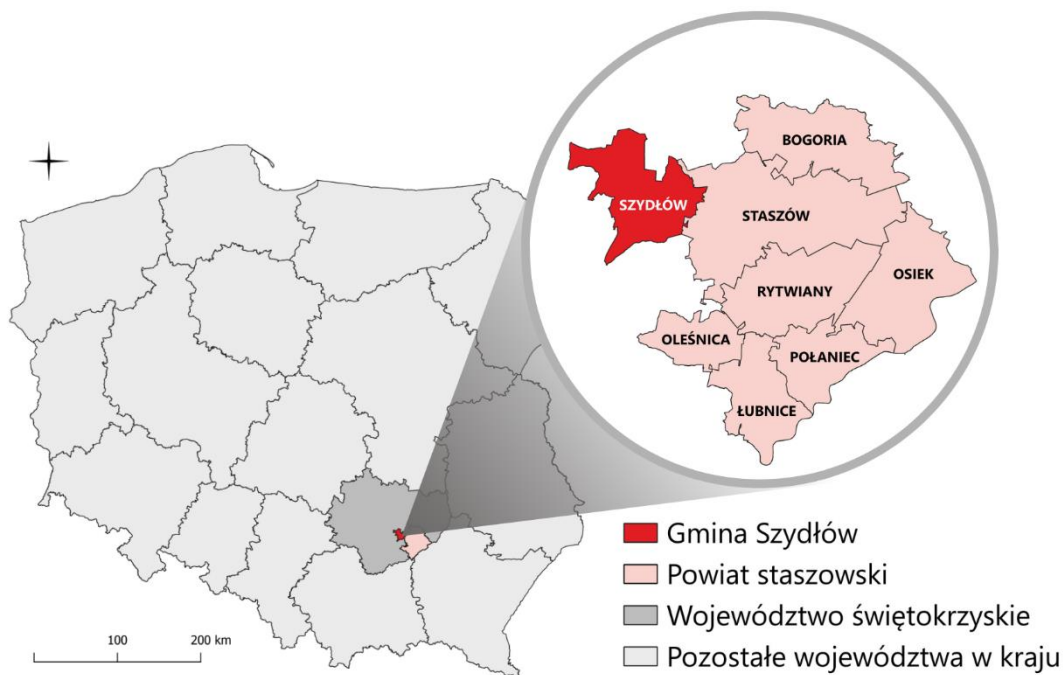 BOGORIA
SZYDŁÓW
STASZÓW
OSIEK
RYTWIANY
OLEŚNICA
POŁANIEC
ŁUBNICE
Gmina Szydłów
Powiat staszowski
Województwo świętokrzyskie
Pozostałe województwa w kraju
100 200 km